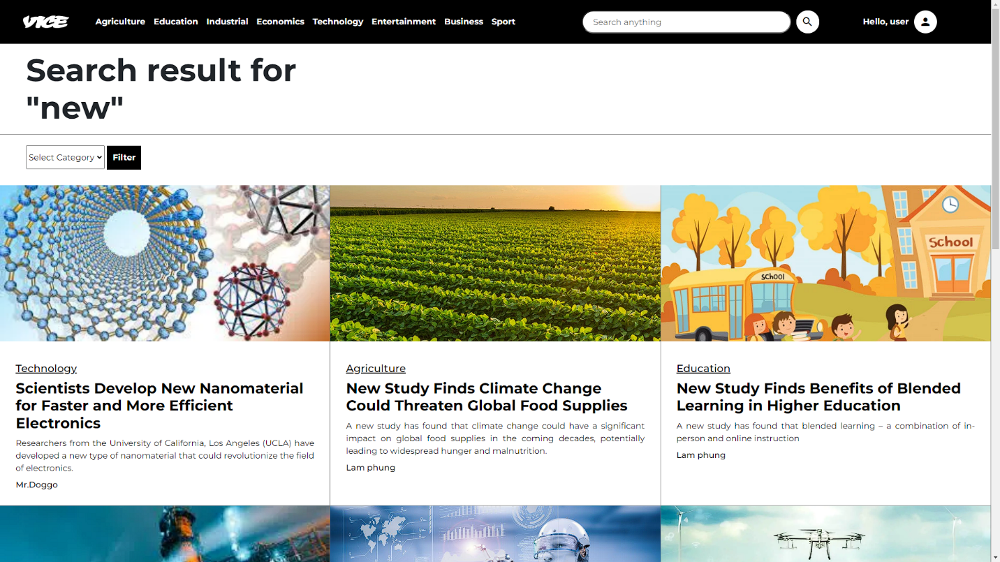 VICE Agriculture Education Industrial Economics Technology Entertainment Business Sport Search anything Hello, user
Search result for
"new"
Select Category Filter
School
SCHOOL
Technology
Scientists Develop New Nanomaterial
for Faster and More Efficient
Electronics
Researchers from the University of California, Los Angeles (UCLA) have
developed a new type of nanomaterial that could revolutionize the field
of electronics.
Mr.Doggo
Agriculture
New Study Finds Climate Change
Could Threaten Global Food Supplies
A new study has found that climate change could have a significant
impact on global food supplies in the coming decades, potentially
leading to widespread hunger and malnutrition.
Lam phung
Education
New Study Finds Benefits of Blended
Learning in Higher Education
A new study has found that blended learning – a combination of in-
person and online instruction
Lam phung